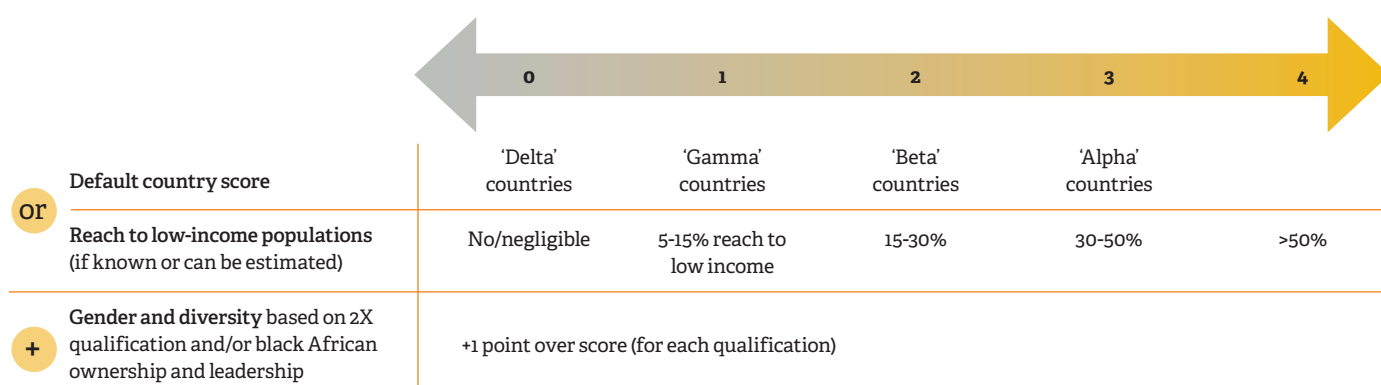 0 1 2 3 4
or
Default country score
‘Delta’ countries
‘Gamma’ countries
‘Beta’ countries
‘Alpha’ countries
Reach to low-income populations
(if known or can be estimated)
No/negligible
5-15% reach to
low income
15-30%
30-50%
>50%
+
Gender and diversity based on 2X
qualification and/or black African
ownership and leadership
+1 point over score (for each qualification)